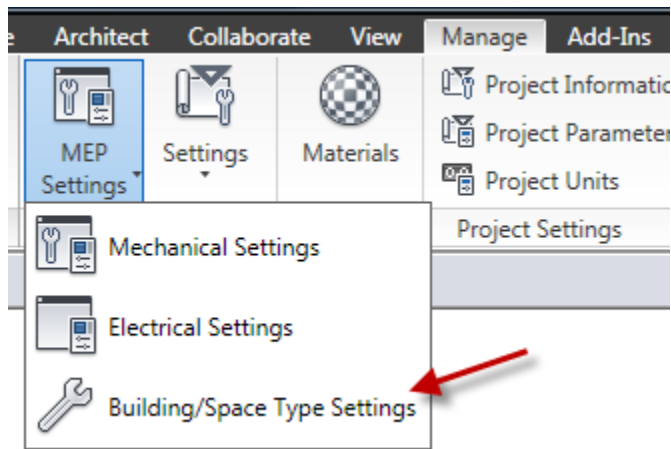 Architect Collaborate View Manage Add-Ins
MEP Settings
Settings
Materials
Project Informatio
Project Parameter
Project Units
Project Settings
Mechanical Settings
Electrical Settings
Building/Space Type Settings